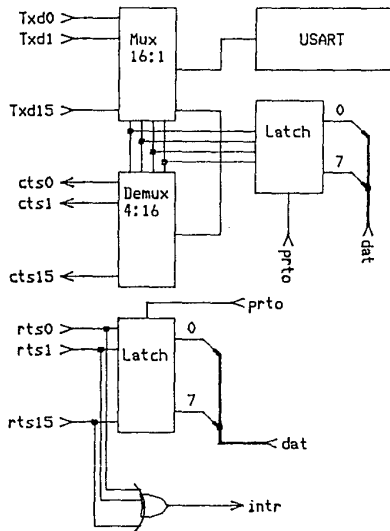 Txd0
Txd1
Mux
16:1
USART
Txd15
Latch
0
7
cts0
cts1
Demux
4:16
cts15
prto
dat
prto
rts0
rts1
Latch
0
7
rts15
dat
intr